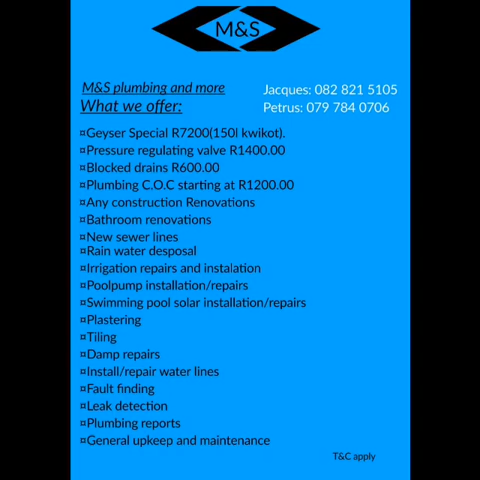 M&S
M&S plumbing and more
Jacques: 082 821 5105
What we offer:
Petrus: 079 784 0706
¤Geyser Special R7200(150l kwikot).
¤Pressure regulating valve R1400.00
¤Blocked drains R600.00
¤Plumbing C.O.C starting at R1200.00
¤Any construction Renovations
¤Bathroom renovations
¤New sewer lines
¤Rain water desposal
¤Irrigation repairs and instalation
¤Poolpump installation/repairs
¤Swimming pool solar installation/repairs
¤Plastering
¤Tiling
¤Damp repairs
¤Install/repair water lines
¤Fault finding
¤Leak detection
¤Plumbing reports
¤General upkeep and maintenance
T&C apply